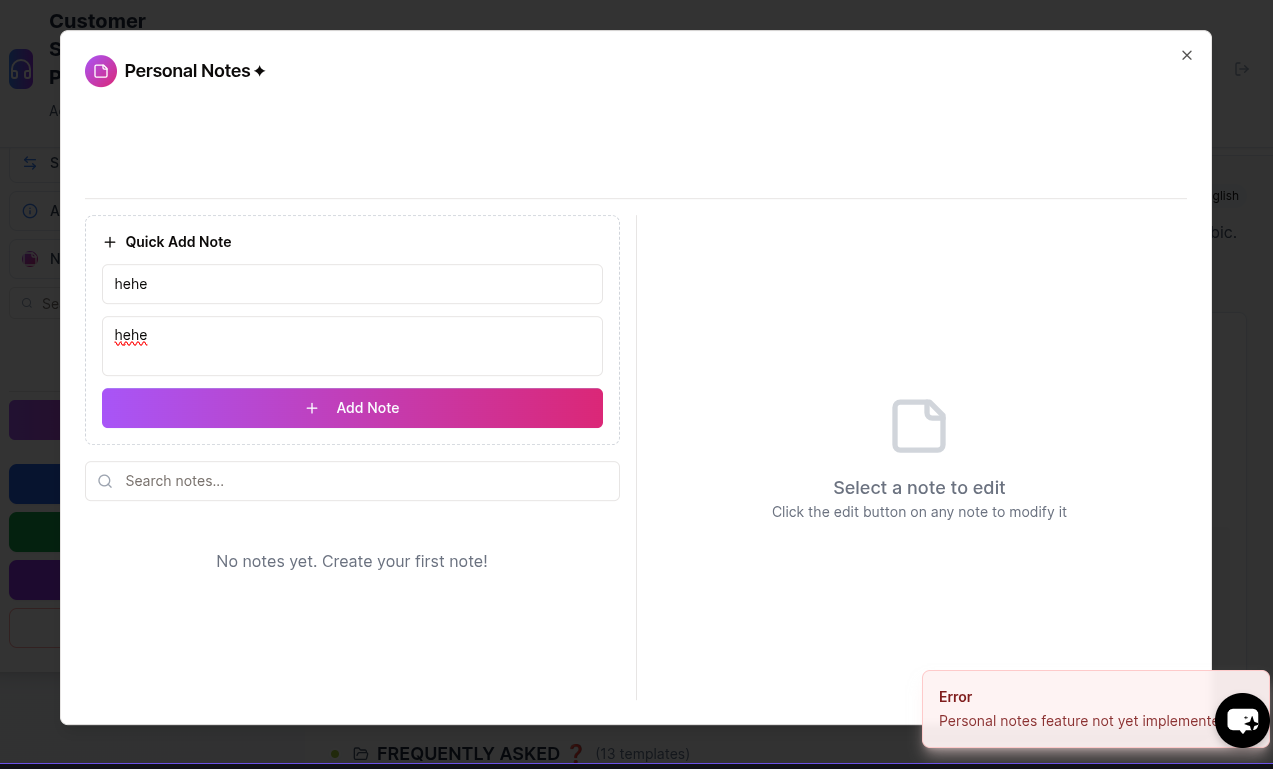 Customer
Personal Notes
glish
bic.
Quick Add Note
hehe
hehe
Add Note
Search notes...
No notes yet. Create your first note!
Select a note to edit
Click the edit button on any note to modify it
Error
Personal notes feature not yet
FREQUENTLY ASKED ❓ (13 templates)